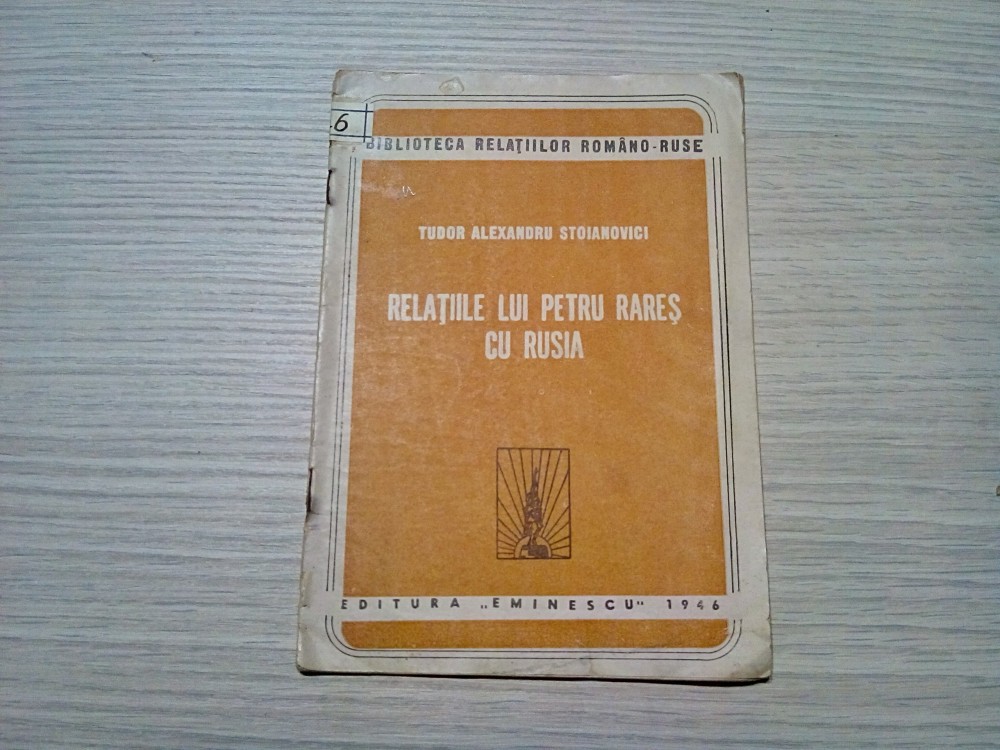 6
BIBLIOTECA RELAŢIILOR ROMÂNO-RUSE
TUDOR ALEXANDRU STOIANOVICI
RELAŢIILE LUI PETRU RAREŞ
CU RUSIA
EDITURA „EMINESCU" 1946